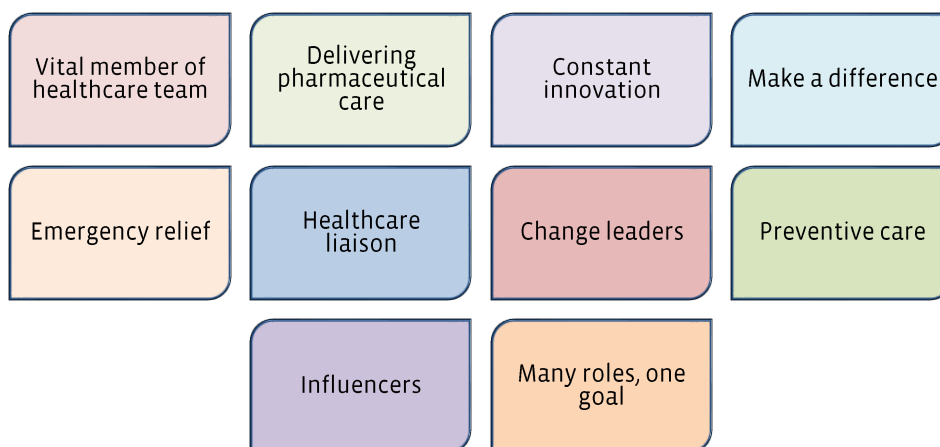 Vital member of
healthcare team
Delivering
pharmaceutical
care
Constant
innovation
Make a difference
Emergency relief
Healthcare
liaison
Change leaders
Preventive care
Influencers
Many roles, one
goal